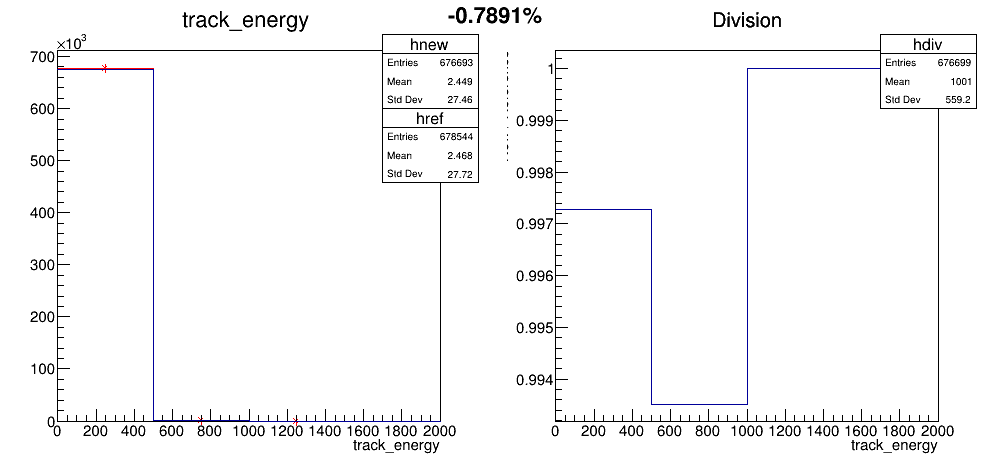 track_energy
-0.7891%
Division
×10³
hnew
Entries 676693
Mean 2.449
Std Dev 27.46
href
Entries 678544
Mean 2.468
Std Dev 27.72
700
600
500
400
300
200
100
0
0 200 400 600 800 1000 1200 1400 1600 1800 2000
track_energy
hdiv
Entries 676699
Mean 1001
Std Dev 559.2
1
0.999
0.998
0.997
0.996
0.995
0.994
0 200 400 600 800 1000 1200 1400 1600 1800 2000
track_energy